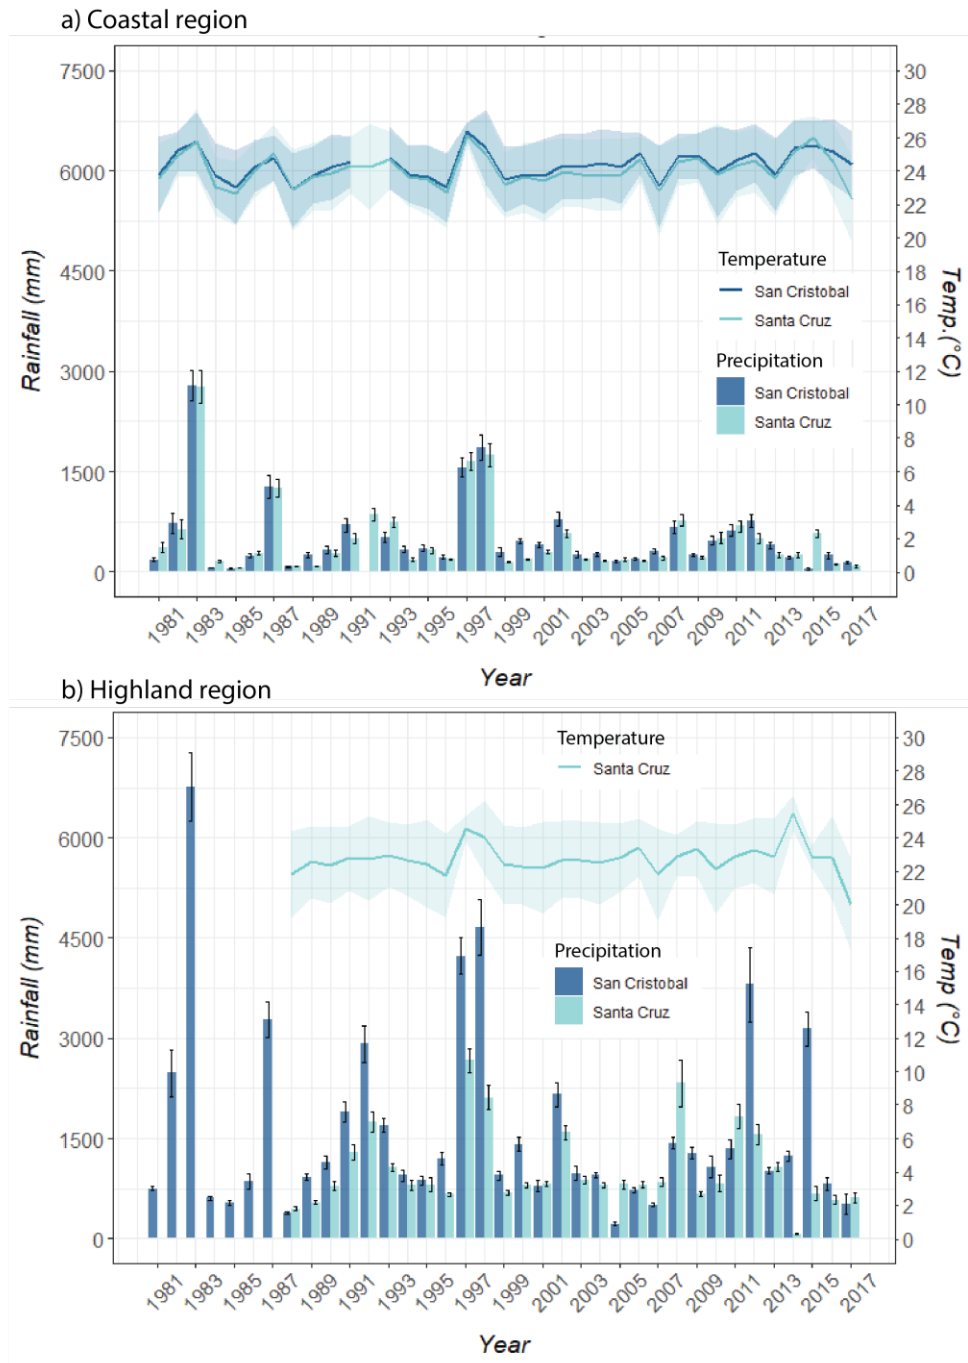 a) Coastal region
7500
6000
4500
3000
1500
0
Rainfall (mm)
30
28
26
24
22
20
18
16
14
12
10
8
6
4
2
0
Temp.(°C)
Temperature
San Cristobal
Santa Cruz
Precipitation
San Cristobal
Santa Cruz
1981 1983 1985 1987 1989 1991 1993 1995 1997 1999 2001 2003 2005 2007 2009 2011 2013 2015 2017
Year
b) Highland region
7500
6000
4500
3000
1500
0
Rainfall (mm)
30
28
26
24
22
20
18
16
14
12
10
8
6
4
2
0
Temp (°C)
Temperature
Santa Cruz
Precipitation
San Cristobal
Santa Cruz
1981 1983 1985 1987 1989 1991 1993 1995 1997 1999 2001 2003 2005 2007 2009 2011 2013 2015 2017
Year